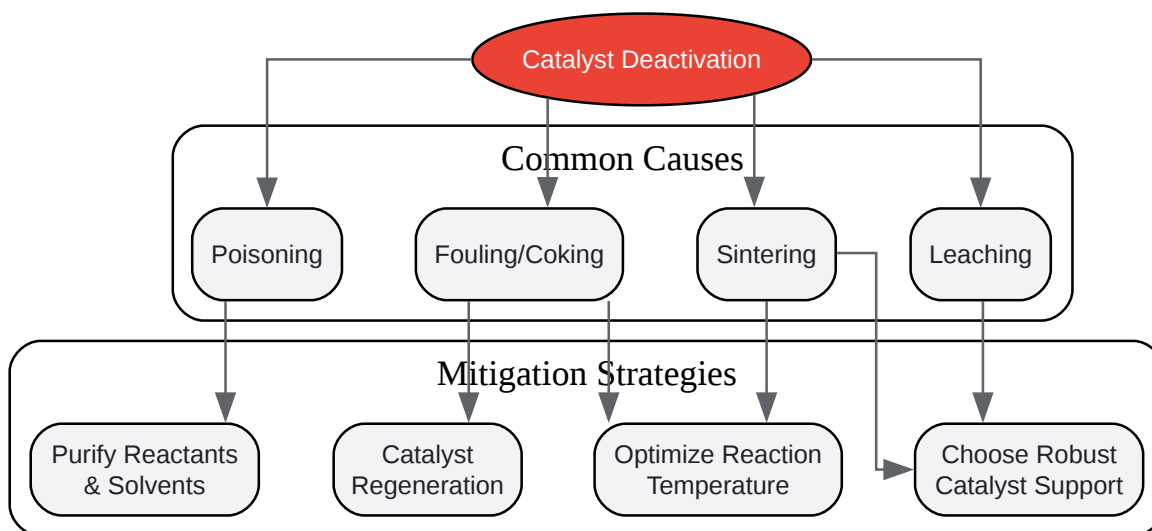 Catalyst Deactivation
Common Causes
Poisoning
Fouling/Coking
Sintering
Leaching
Mitigation Strategies
Purify Reactants
& Solvents
Catalyst
Regeneration
Optimize Reaction
Temperature
Choose Robust
Catalyst Support